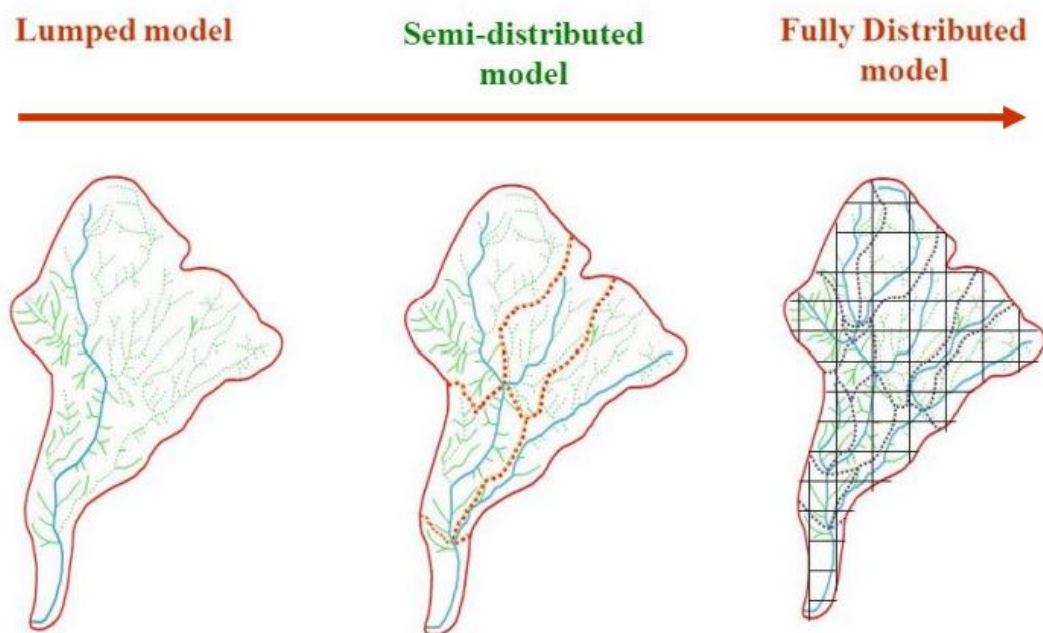 Lumped model
Semi-distributed
model
Fully Distributed
model